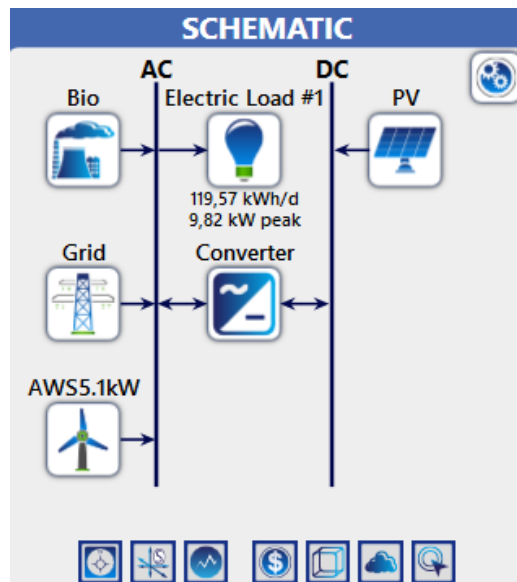 SCHEMATIC
AC DC
Bio Electric Load #1 PV
119,57 kWh/d
9,82 kW peak
Grid Converter
AWS5.1kW